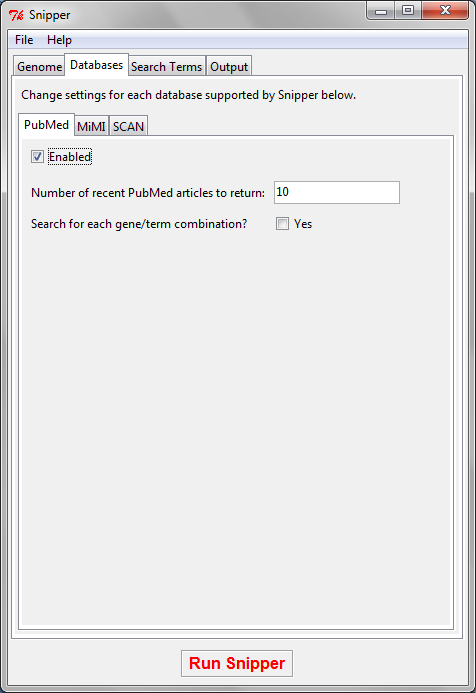 Snipper
File Help
Genome Databases Search Terms Output
Change settings for each database supported by Snipper below.
PubMed MiMI SCAN
Enabled
Number of recent PubMed articles to return: 10
Search for each gene/term combination? Yes
Run Snipper